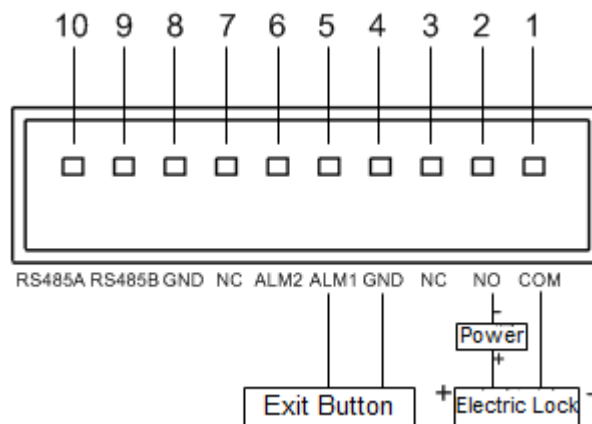 10 9 8 7 6 5 4 3 2 1
RS485A RS485B GND NC ALM2 ALM1 GND NC NO COM
-
Power
+
Exit Button
+ Electric Lock -